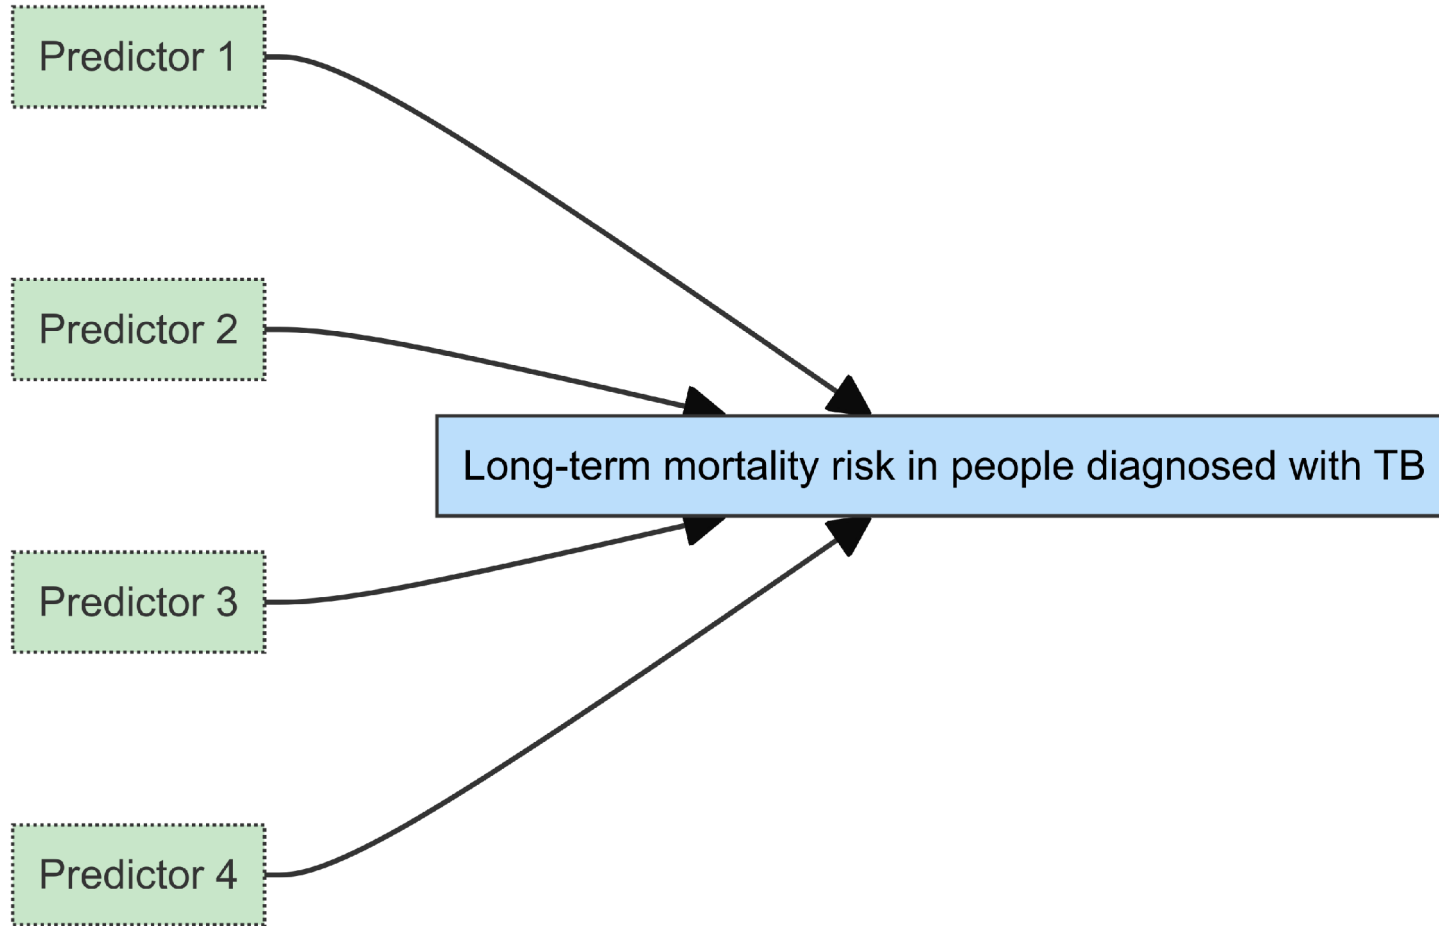 Predictor 1
Predictor 2
Long-term mortality risk in people diagnosed with TB
Predictor 3
Predictor 4